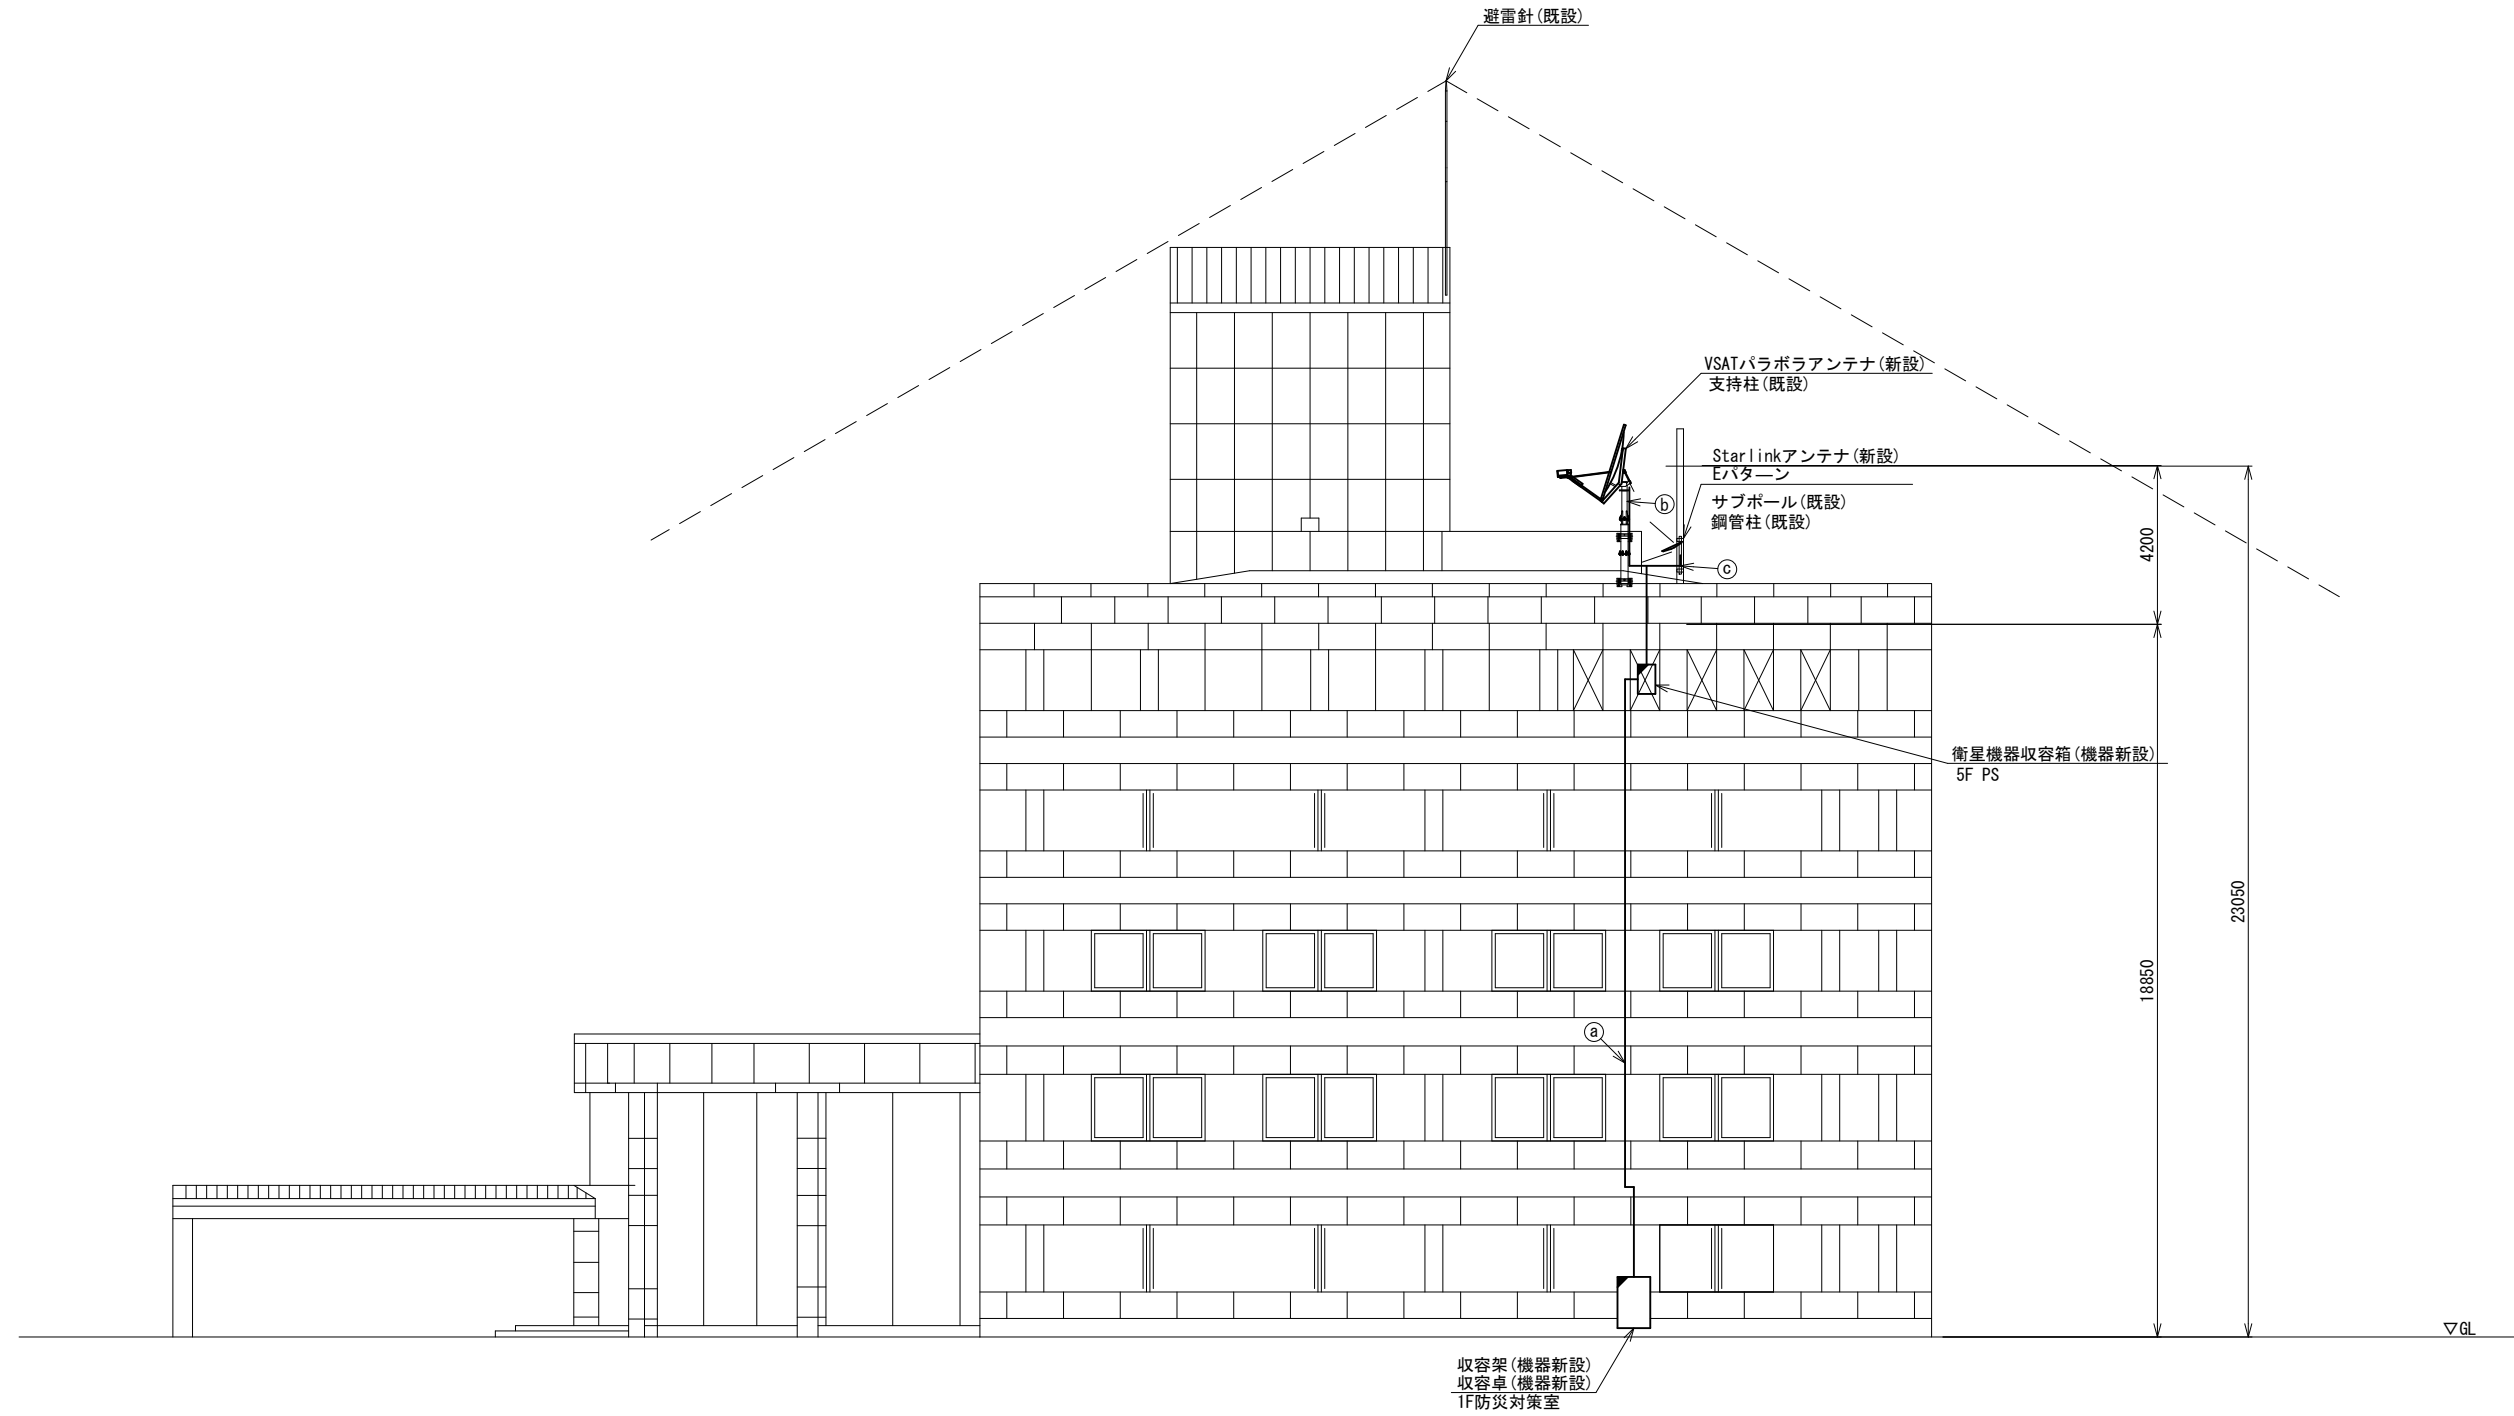 避雷針(既設)
VSATパラボラアンテナ(新設)
支持柱(既設)
Starlinkアンテナ(新設)
Eパターン
サブポール(既設)
鋼管柱(既設)
ⓑ
ⓒ
4200
衛星機器収容箱(機器新設)
5F PS
23050
18850
ⓐ
▽GL
収容架(機器新設)
収容卓(機器新設)
1F防災対策室